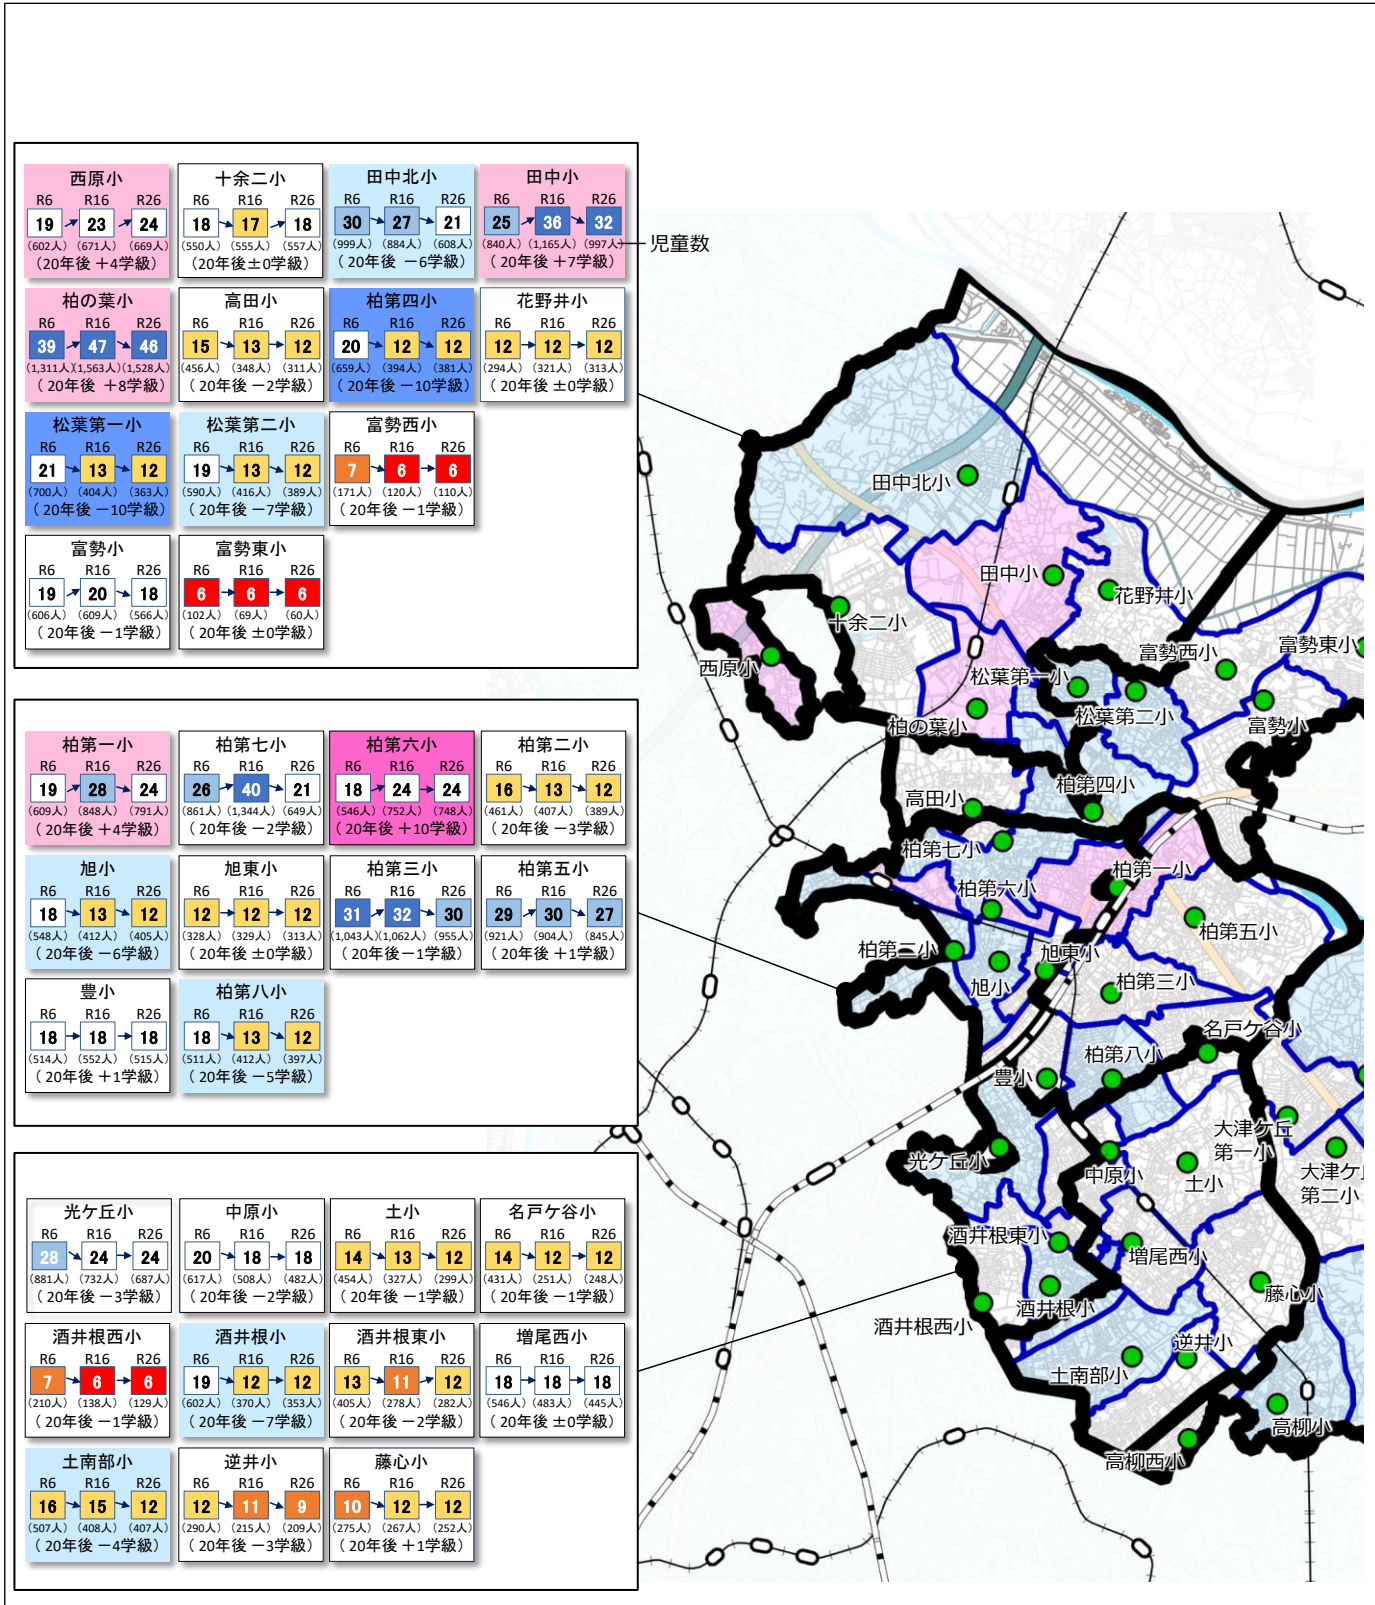 西原小
R6 R16 R26
19 23 24
(602人) (671人) (669人)
(20年後 +4学級)
十余二小
R6 R16 R26
18 17 18
(550人) (555人) (557人)
(20年後±0学級)
田中北小
R6 R16 R26
30 27 21
(999人) (884人) (608人)
(20年後 −6学級)
田中小
R6 R16 R26
25 36 32
(840人) (1,165人) (997人)
(20年後 +7学級)
児童数
柏の葉小
R6 R16 R26
39 47 46
(1,311人)(1,563人)(1,528人)
(20年後 +8学級)
高田小
R6 R16 R26
15 13 12
(456人) (348人) (311人)
(20年後 −2学級)
柏第四小
R6 R16 R26
20 12 12
(659人) (394人) (381人)
(20年後 −10学級)
花野井小
R6 R16 R26
12 12 12
(294人) (321人) (313人)
(20年後 ±0学級)
松葉第一小
R6 R16 R26
21 13 12
(700人) (404人) (363人)
(20年後 −10学級)
松葉第二小
R6 R16 R26
19 13 12
(590人) (416人) (389人)
(20年後 −7学級)
富勢西小
R6 R16 R26
7 6 6
(171人) (120人) (110人)
(20年後 −1学級)
富勢小
R6 R16 R26
19 20 18
(606人) (609人) (566人)
(20年後 −1学級)
富勢東小
R6 R16 R26
6 6 6
(102人) (69人) (60人)
(20年後 ±0学級)
柏第一小
R6 R16 R26
19 28 24
(609人) (848人) (791人)
(20年後 +4学級)
柏第七小
R6 R16 R26
26 40 21
(861人) (1,344人) (649人)
(20年後 −2学級)
柏第六小
R6 R16 R26
18 24 24
(546人) (752人) (748人)
(20年後 +10学級)
柏第二小
R6 R16 R26
16 13 12
(461人) (407人) (389人)
(20年後 −3学級)
旭小
R6 R16 R26
18 13 12
(548人) (412人) (405人)
(20年後 −6学級)
旭東小
R6 R16 R26
12 12 12
(328人) (329人) (313人)
(20年後 ±0学級)
柏第三小
R6 R16 R26
31 32 30
(1,043人)(1,062人) (955人)
(20年後 −1学級)
柏第五小
R6 R16 R26
29 30 27
(921人) (904人) (845人)
(20年後 +1学級)
豊小
R6 R16 R26
18 18 18
(514人) (552人) (515人)
(20年後 +1学級)
柏第八小
R6 R16 R26
18 13 12
(511人) (412人) (397人)
(20年後 −5学級)
光ケ丘小
R6 R16 R26
28 24 24
(881人) (732人) (687人)
(20年後 −3学級)
中原小
R6 R16 R26
20 18 18
(617人) (508人) (482人)
(20年後 −2学級)
土小
R6 R16 R26
14 13 12
(454人) (327人) (299人)
(20年後 −1学級)
名戸ケ谷小
R6 R16 R26
14 12 12
(431人) (251人) (248人)
(20年後 −1学級)
酒井根西小
R6 R16 R26
7 6 6
(210人) (138人) (129人)
(20年後 −1学級)
酒井根小
R6 R16 R26
19 12 12
(602人) (370人) (353人)
(20年後 −7学級)
酒井根東小
R6 R16 R26
13 11 12
(405人) (278人) (282人)
(20年後 −2学級)
増尾西小
R6 R16 R26
18 18 18
(546人) (483人) (445人)
(20年後 ±0学級)
土南部小
R6 R16 R26
16 15 12
(507人) (408人) (407人)
(20年後 −4学級)
逆井小
R6 R16 R26
12 11 9
(290人) (215人) (209人)
(20年後 −3学級)
藤心小
R6 R16 R26
10 12 12
(275人) (267人) (252人)
(20年後 +1学級)
田中北小
田中小
花野井小
十余二小
富勢東小
富勢西小
西原小
松葉第一小
松葉第二小
富勢小
柏の葉小
柏第四小
高田小
柏第七小
柏第一小
柏第六小
柏第五小
柏第二小
旭東小
旭小
柏第三小
名戸ケ谷小
柏第八小
豊小
大津ケ丘
第一小
光ケ丘小
中原小
土小
大津ケ丘
第二小
酒井根東小
増尾西小
藤心小
酒井根小
酒井根西小
逆井小
土南部小
高柳小
高柳西小